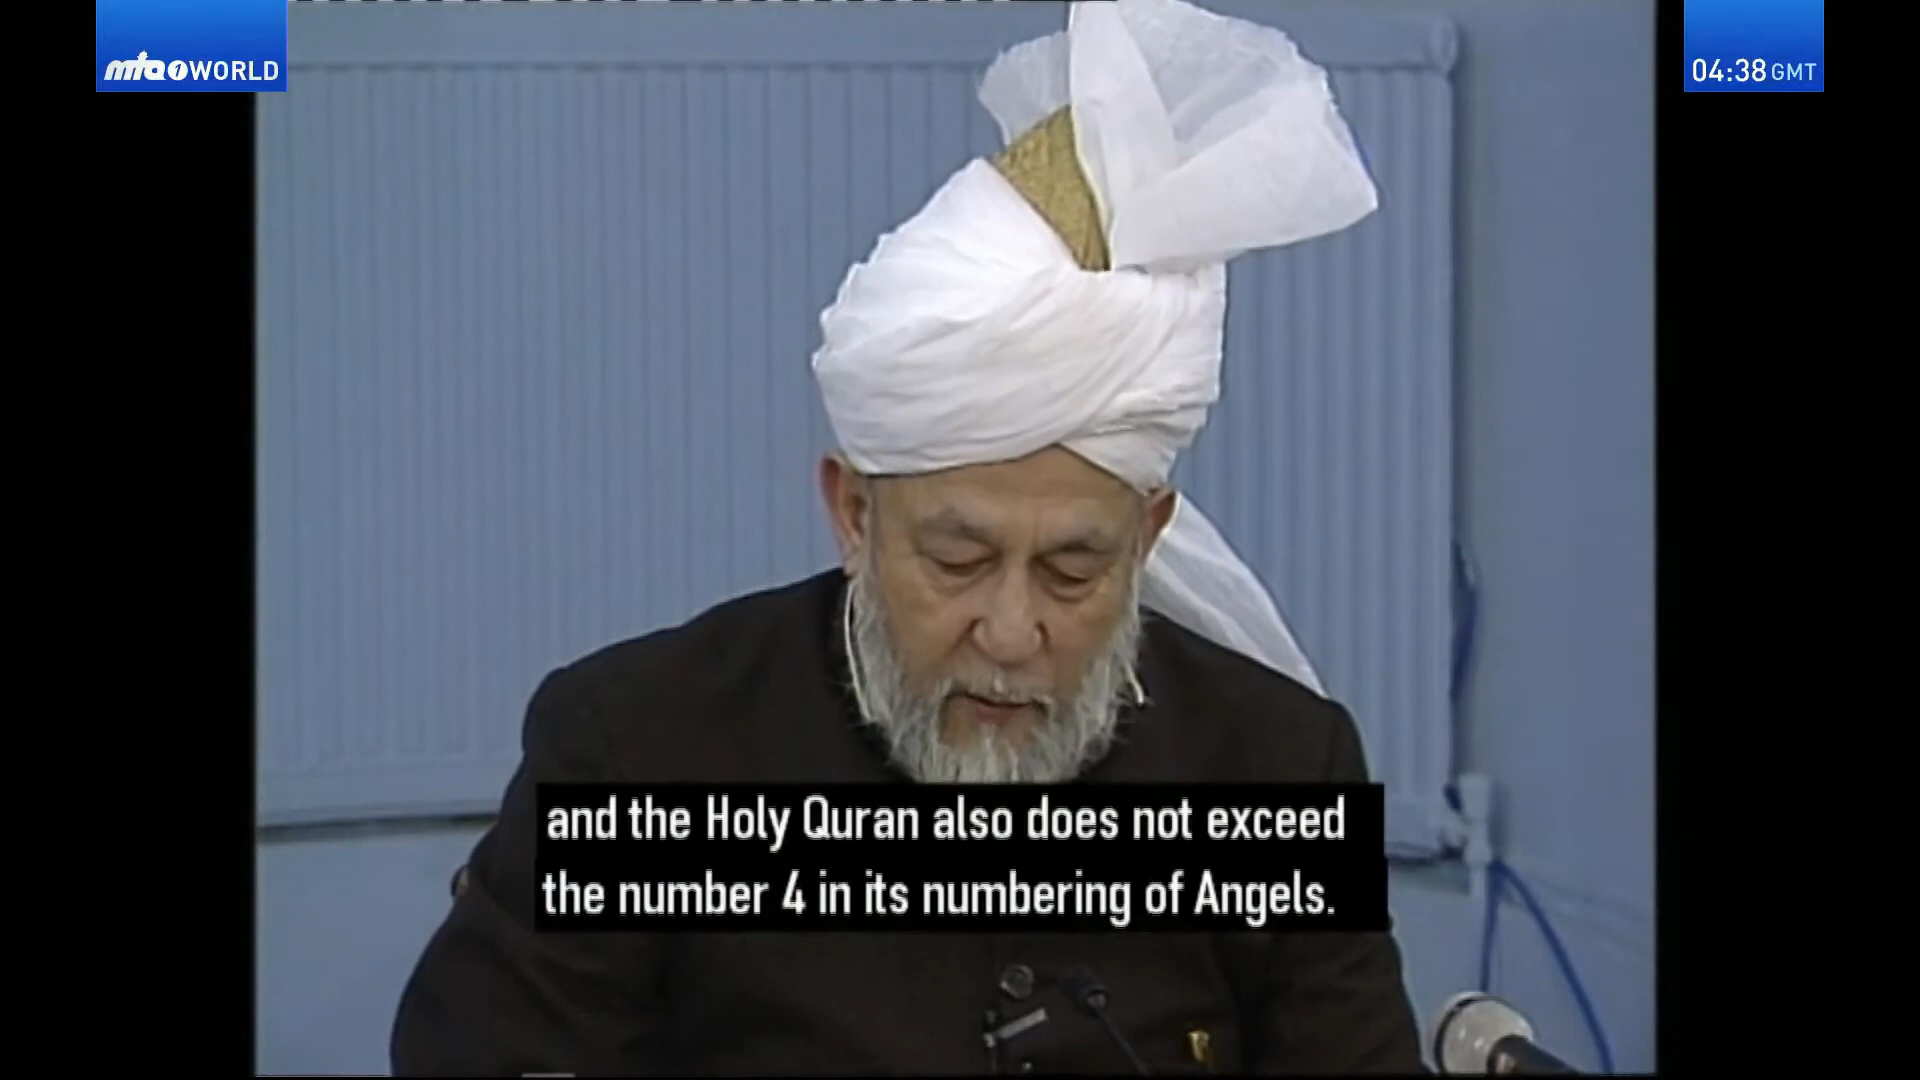 mta1WORLD
04:38 GMT
and the Holy Quran also does not exceed
the number 4 in its numbering of Angels.